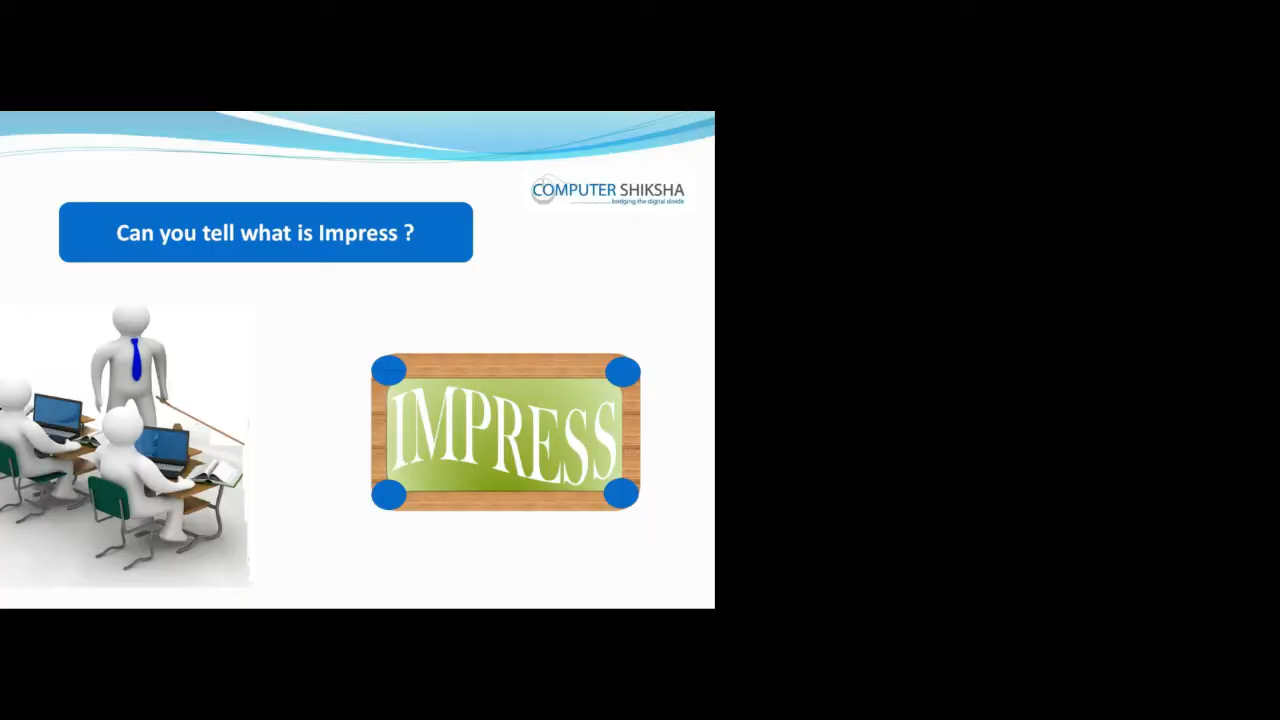 COMPUTER SHIKSHA
bridging the digital divide
Can you tell what is Impress ?
IMPRESS